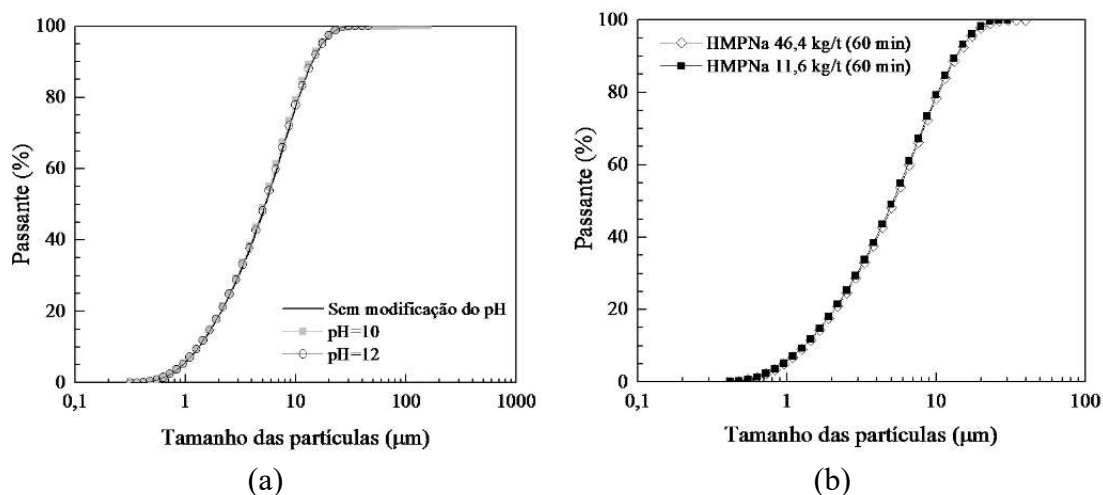 100
80
60
40
20
0
Passante (%)
Sem modificação do pH
pH=10
pH=12
0,1
1
10
100
1000
Tamanho das partículas (µm)
(a)
100
80
60
40
20
0
Passante (%)
HMPNa 46,4 kg/t (60 min)
HMPNa 11,6 kg/t (60 min)
0,1
1
10
100
Tamanho das partículas (µm)
(b)